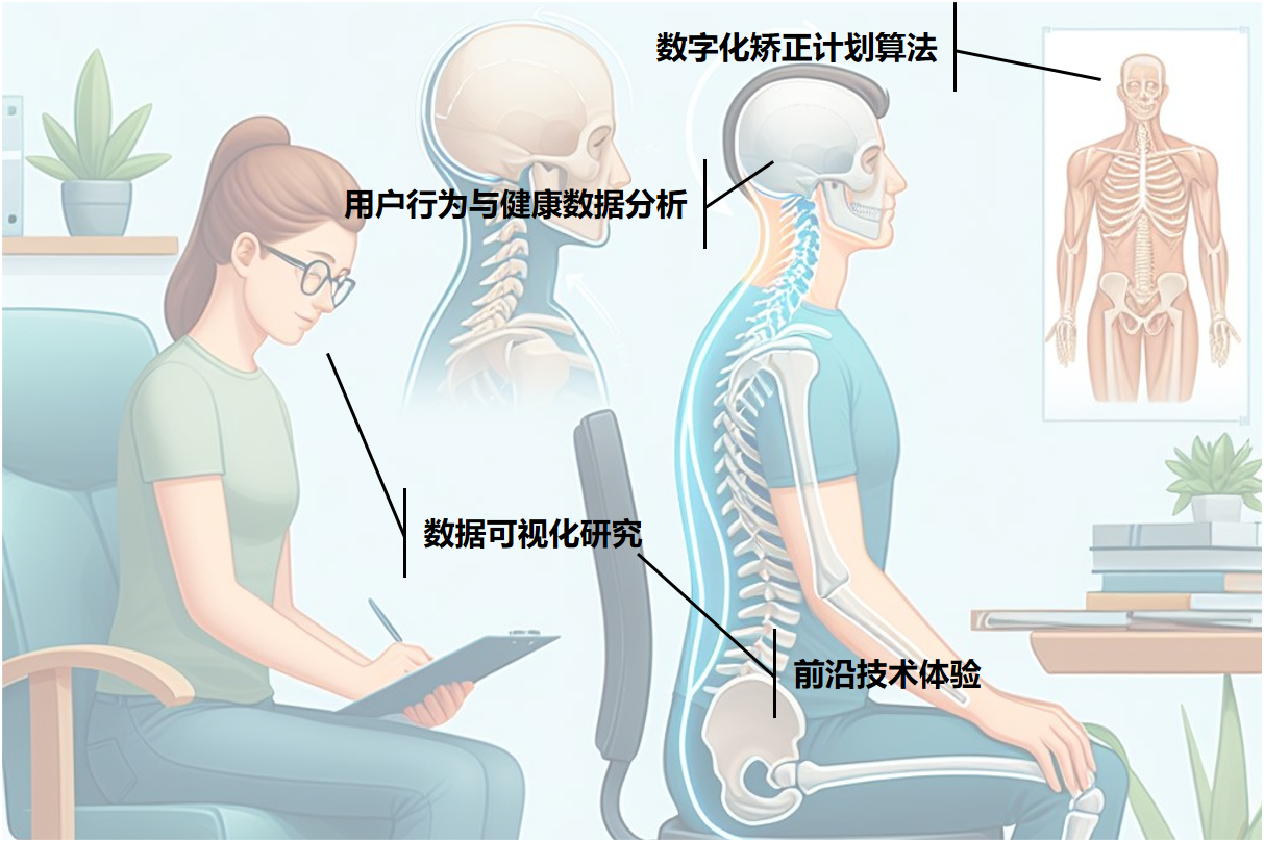 数字化矫正计划算法
用户行为与健康数据分析
数据可视化研究
前沿技术体验